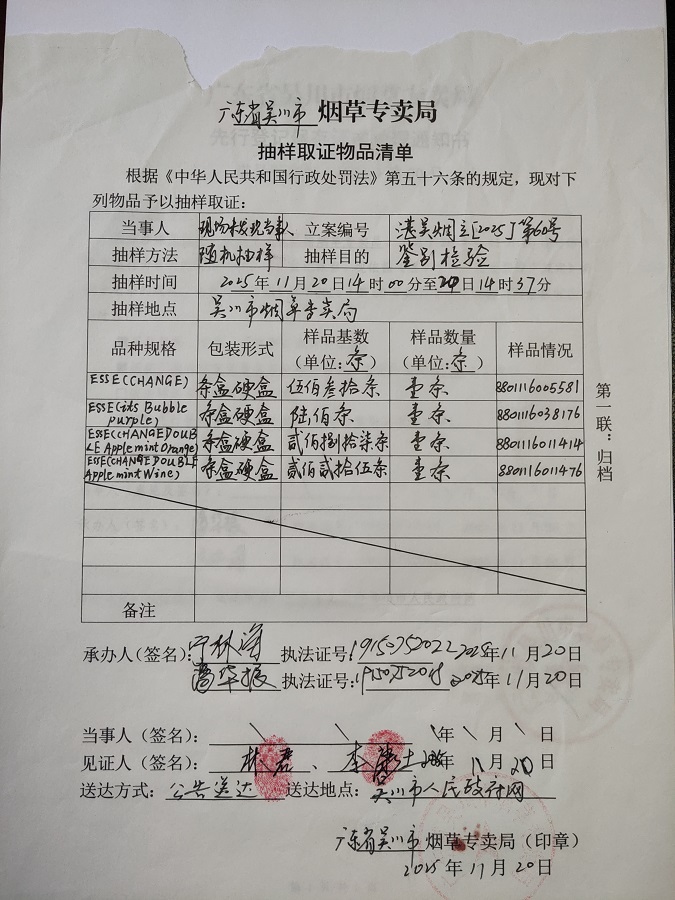 广东省吴川市 烟草专卖局
抽样取证物品清单
根据《中华人民共和国行政处罚法》第五十六条的规定，现对下
列物品予以抽样取证：
当事人 现场未发现当事人 立案编号 湛吴烟立[2025]第60号
抽样方法 随机抽样 抽样目的 鉴别检验
抽样时间 2025年11月20日14时00分至20日14时37分
抽样地点 吴川市烟草专卖局
品种规格 包装形式 样品基数（单位：条） 样品数量（单位：条） 样品情况
ESSE(CHANGE) 条盒硬盒 伍佰叁拾条 壹条 8801116005581
ESSE(its Bubble purple) 条盒硬盒 陆佰条 壹条 8801116038176
ESSE(CHANGEDOUBLE Applemint Orange) 条盒硬盒 贰佰捌拾柒条 壹条 8801116011414
ESSE(CHANGEDOUBLE Applemint Wine) 条盒硬盒 贰佰贰拾伍条 壹条 8801116011476
备注
第一联：归档
承办人（签名）： 执法证号：19150752022 2025年11月20日
执法证号：19150752015 2025年11月20日
当事人（签名）：\ \ \年\月\日
见证人（签名）：林 、李 年11月20日
送达方式：公告送达 送达地点：吴川市人民政府网
广东省吴川市 烟草专卖局（印章）
2025年11月20日